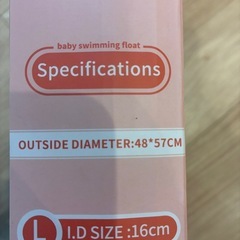 baby swimming float
Specifications
OUTSIDE DIAMETER:48*57CM
L
I.D SIZE :16cm